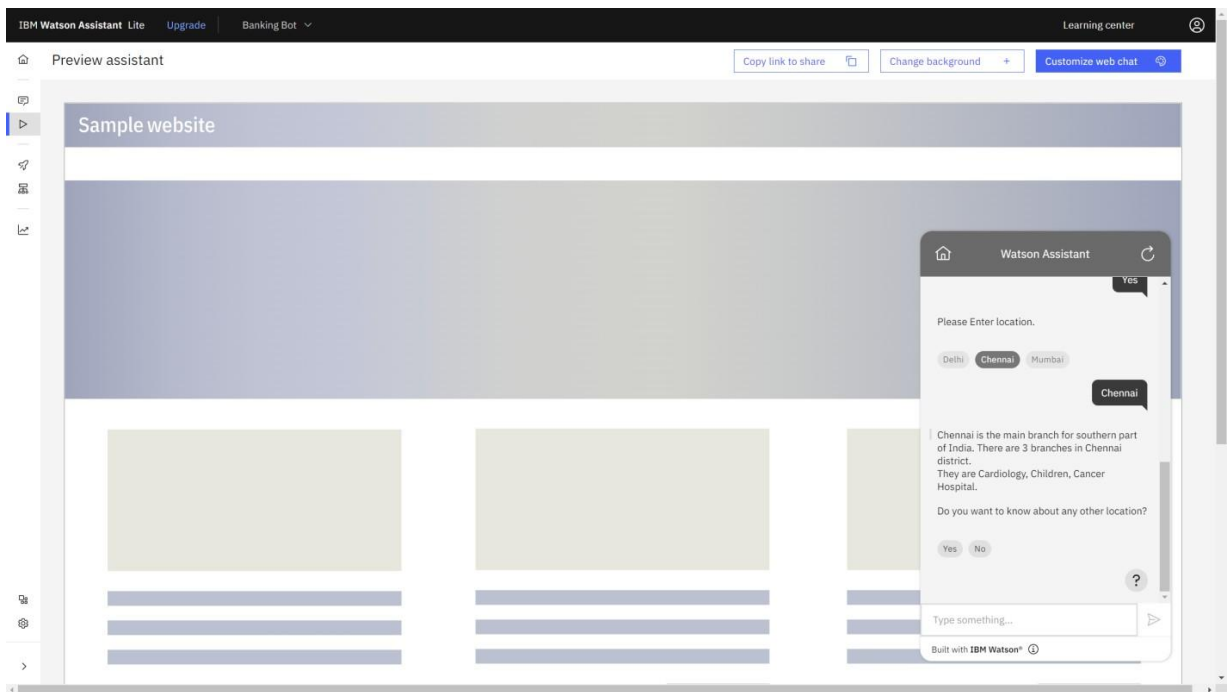 IBM Watson Assistant Lite Upgrade Banking Bot Learning center
Preview assistant Copy link to share Change background + Customize web chat
Sample website
Watson Assistant
Yes
Please Enter location.
Delhi Chennai Mumbai
Chennai
Chennai is the main branch for southern part
of India. There are 3 branches in Chennai
district.
They are Cardiology, Children, Cancer
Hospital.
Do you want to know about any other location?
Yes No
?
Type something...
Built with IBM Watson®